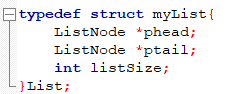 typedef struct myList{
ListNode *phead;
ListNode *ptail;
int listSize;
}List;